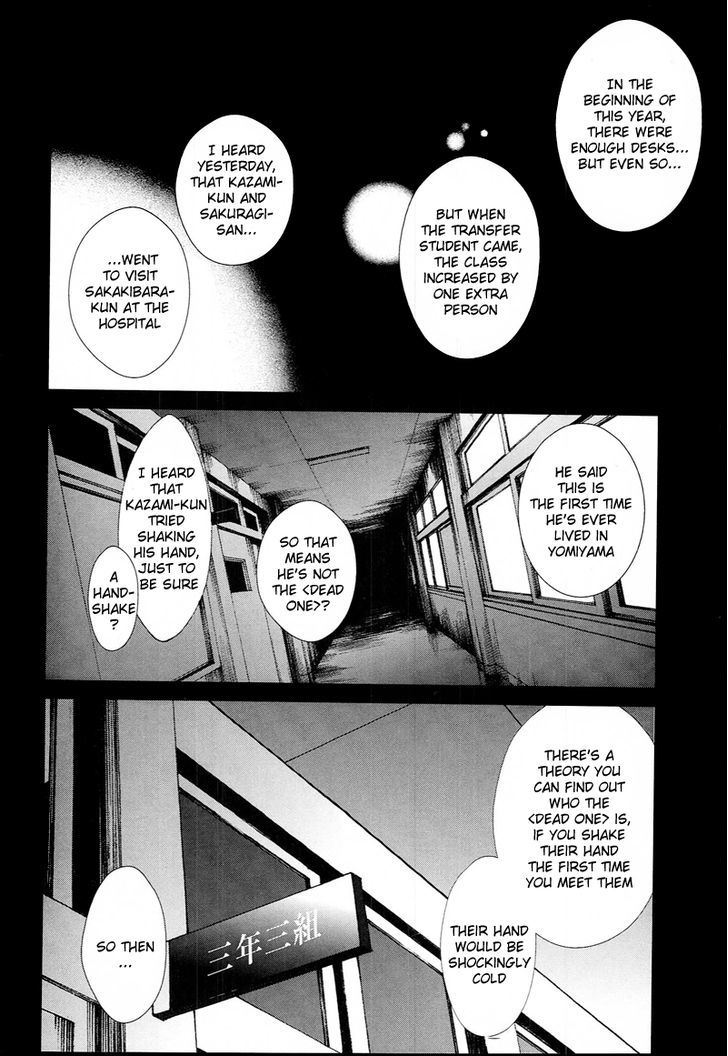 IN THE
BEGINNING OF
THIS YEAR,
THERE WERE
ENOUGH DESKS...
BUT EVEN SO...
BUT WHEN
THE TRANSFER
STUDENT CAME,
THE CLASS
INCREASED BY
ONE EXTRA
PERSON
I HEARD
YESTERDAY,
THAT KAZAMI-
KUN AND
SAKURAGI-
SAN...
...WENT
TO VISIT
SAKAKIBARA-
KUN AT THE
HOSPITAL
HE SAID
THIS IS
THE FIRST TIME
HE'S EVER
LIVED IN
YOMIYAMA
SO THAT
MEANS
HE'S NOT
THE <DEAD
ONE>?
I HEARD
THAT
KAZAMI-KUN
TRIED
SHAKING
HIS HAND,
JUST TO
BE SURE
A
HAND-
SHAKE
?
THERE'S A
THEORY YOU
CAN FIND OUT
WHO THE
<DEAD ONE> IS,
IF YOU SHAKE
THEIR HAND
THE FIRST TIME
YOU MEET THEM
THEIR HAND
WOULD BE
SHOCKINGLY
COLD
三年三組
SO THEN
...